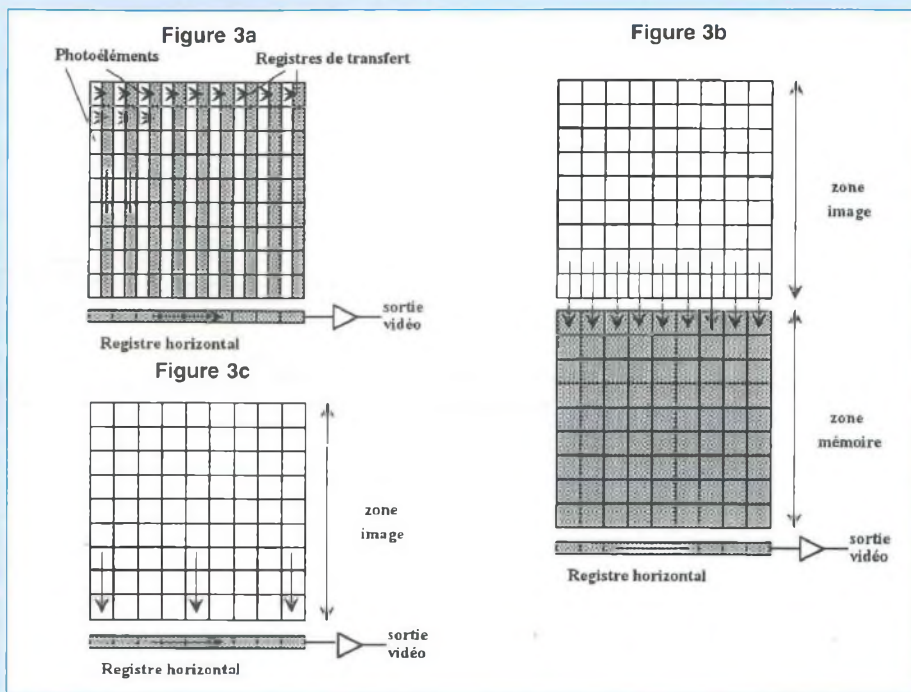 Figure 3a
Photoéléments
Registres de transfert
sortie
vidéo
Registre horizontal
Figure 3b
zone
image
zone
mémoire
sortie
vidéo
Registre horizontal
Figure 3c
zone
image
sortie
vidéo
Registre horizontal